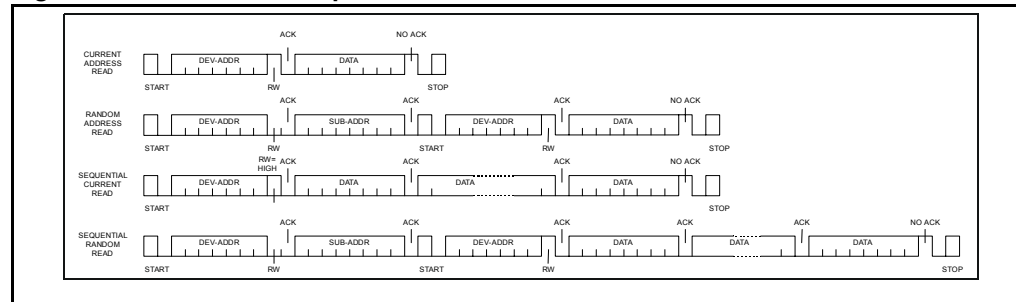 ACK NO ACK
CURRENT ADDRESS READ DEV-ADDR DATA
START RW STOP
ACK ACK ACK NO ACK
RANDOM ADDRESS READ DEV-ADDR SUB-ADDR DEV-ADDR DATA
START RW START RW STOP
RW= HIGH ACK ACK ACK NO ACK
SEQUENTIAL CURRENT READ DEV-ADDR DATA DATA DATA
START STOP
ACK ACK ACK ACK ACK NO ACK
SEQUENTIAL RANDOM READ DEV-ADDR SUB-ADDR DEV-ADDR DATA DATA DATA
START RW START RW STOP